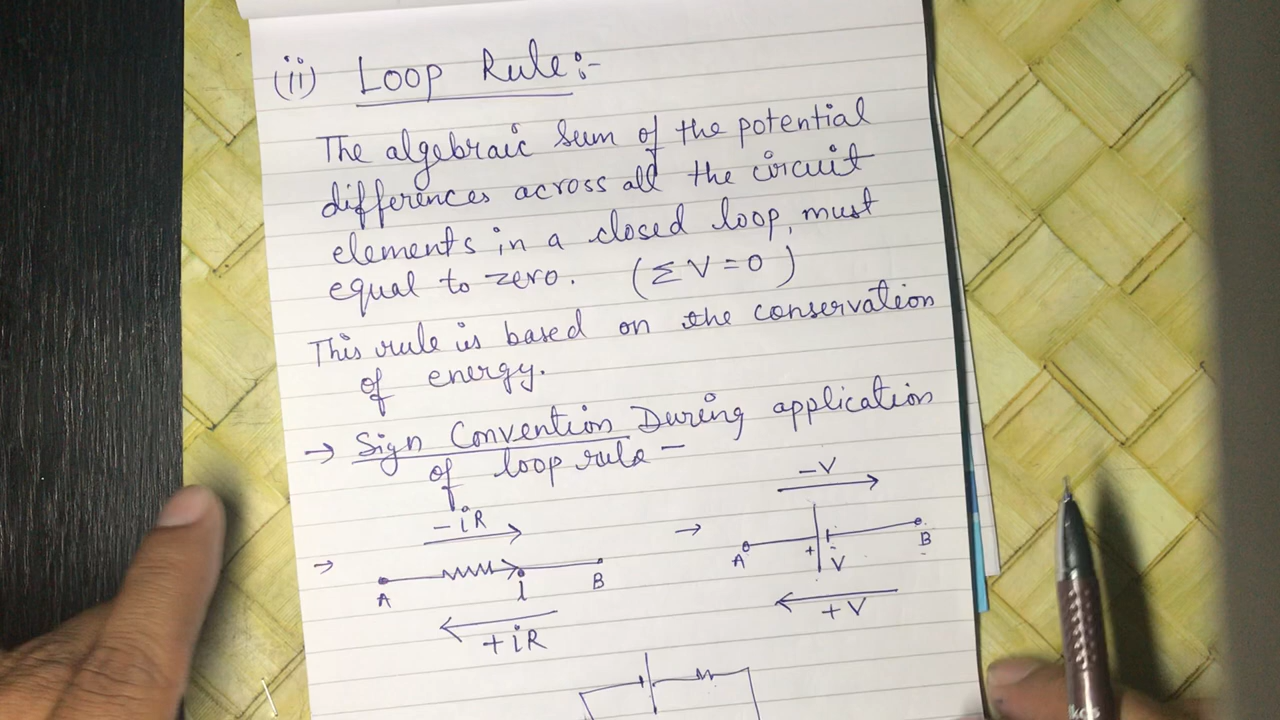 (ii) Loop Rule:-
The algebraic sum of the potential
differences across all the circuit
elements in a closed loop, must
equal to zero. (ΣV=0)
This rule is based on the conservation
of energy.
→ Sign Convention During application
of loop rule –
-iR
→
A i B
+iR
→ -V
A + - B
V
+V